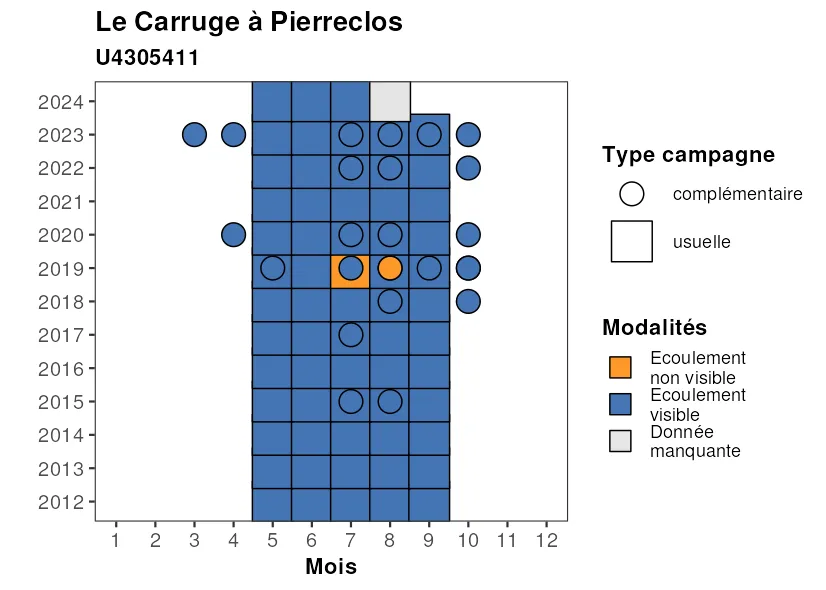 Le Carruge à Pierreclos
U4305411
2024
2023
2022
2021
2020
2019
2018
2017
2016
2015
2014
2013
2012
1 2 3 4 5 6 7 8 9 10 11 12
Mois
Type campagne
complémentaire
usuelle
Modalités
Ecoulement
non visible
Ecoulement
visible
Donnée
manquante